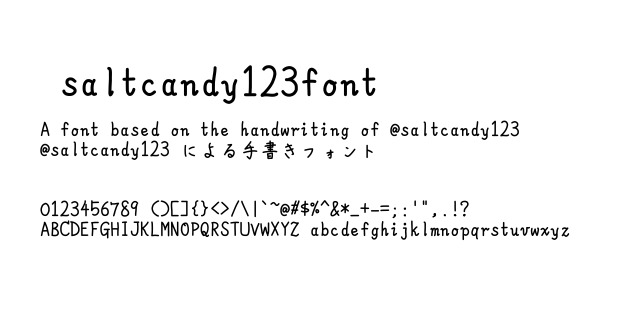 saltcandy123font
A font based on the handwriting of @saltcandy123
@saltcandy123 による手書きフォント
0123456789 ()[]{}<>/\|`~@#$%^&*_+-=;:'",.!?
ABCDEFGHIJKLMNOPQRSTUVWXYZ abcdefghijklmnopqrstuvwxyz